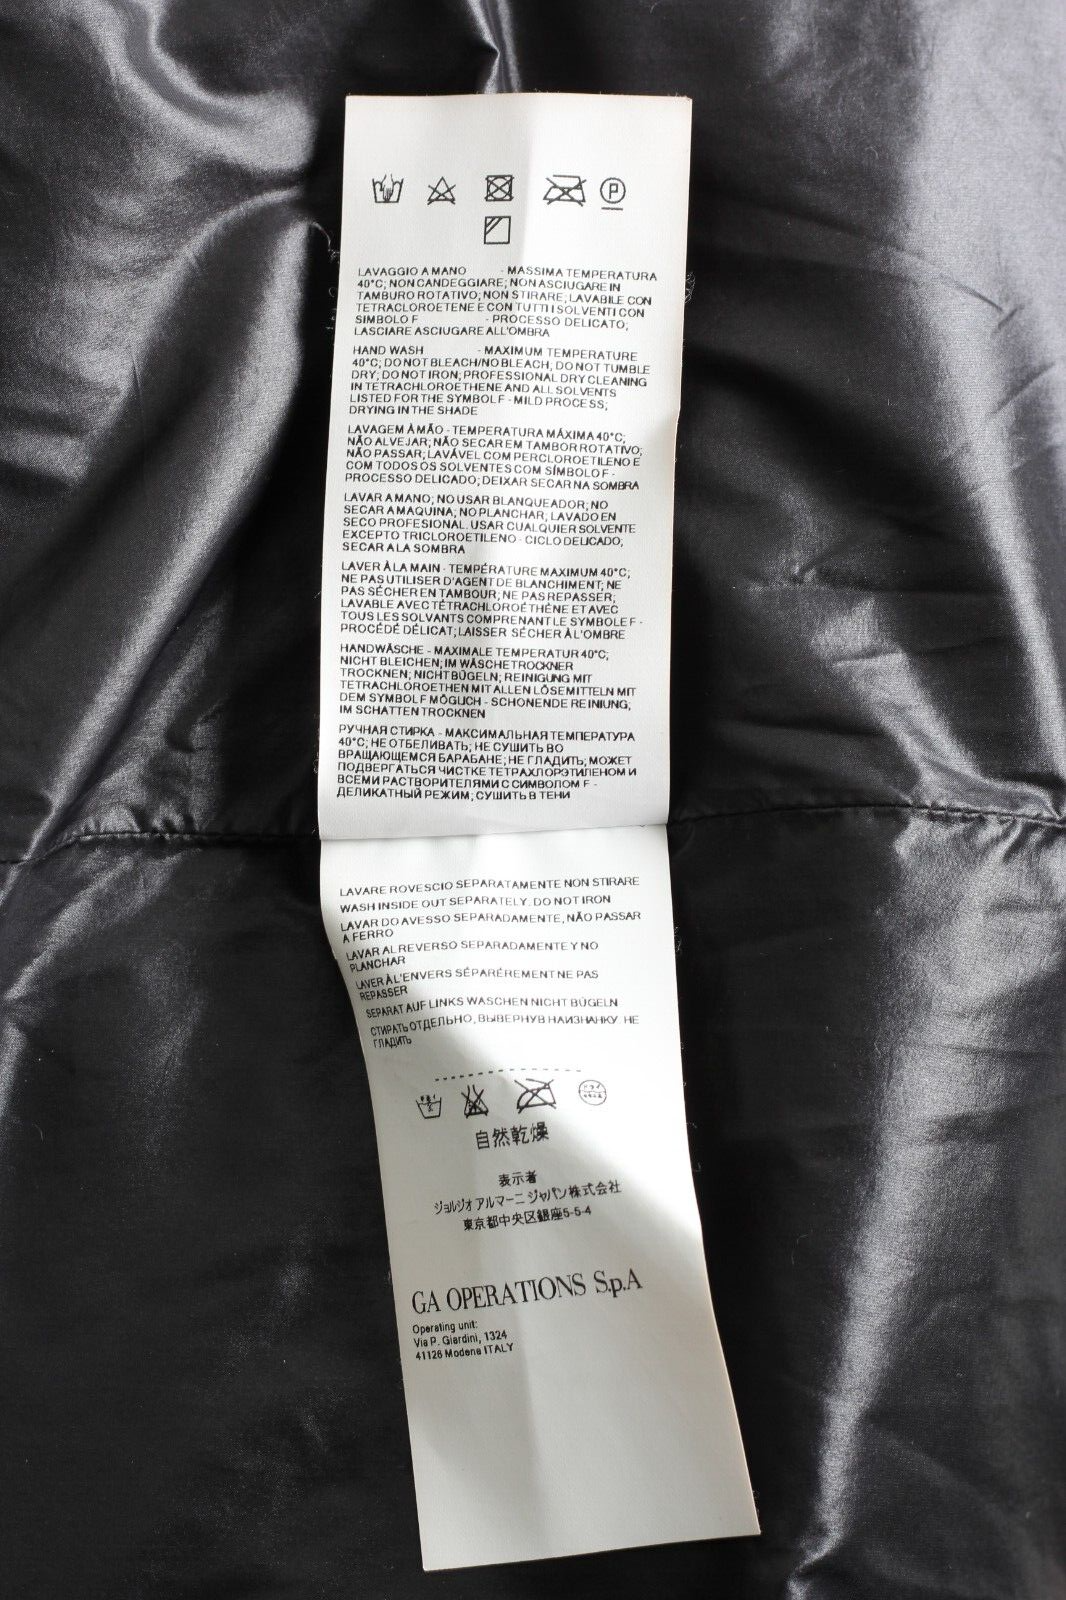 P
LAVAGGIO A MANO - MASSIMA TEMPERATURA
40°C; NON CANDEGGIARE; NON ASCIUGARE IN
TAMBURO ROTATIVO; NON STIRARE; LAVABILE CON
TETRACLOROETENE E CON TUTTI I SOLVENTI CON
SIMBOLO F - PROCESSO DELICATO;
LASCIARE ASCIUGARE ALL'OMBRA
HAND WASH - MAXIMUM TEMPERATURE
40°C; DO NOT BLEACH/NO BLEACH; DO NOT TUMBLE
DRY; DO NOT IRON; PROFESSIONAL DRY CLEANING
IN TETRACHLOROETHENE AND ALL SOLVENTS
LISTED FOR THE SYMBOL F - MILD PROCESS;
DRYING IN THE SHADE
LAVAGEM À MÃO - TEMPERATURA MÁXIMA 40°C;
NÃO ALVEJAR; NÃO SECAR EM TAMBOR ROTATIVO;
NÃO PASSAR; LAVÁVEL COM PERCLOROETILENO E
COM TODOS OS SOLVENTES COM SÍMBOLO F -
PROCESSO DELICADO; DEIXAR SECAR NA SOMBRA
LAVAR A MANO; NO USAR BLANQUEADOR; NO
SECAR A MAQUINA; NO PLANCHAR; LAVADO EN
SECO PROFESIONAL. USAR CUALQUIER SOLVENTE
EXCEPTO TRICLOROETILENO - CICLO DELICADO;
SECAR A LA SOMBRA
LAVER À LA MAIN - TEMPÉRATURE MAXIMUM 40°C;
NE PAS UTILISER D'AGENT DE BLANCHIMENT; NE
PAS SÉCHER EN TAMBOUR; NE PAS REPASSER;
LAVABLE AVEC TÉTRACHLOROÉTHÈNE ET AVEC
TOUS LES SOLVANTS COMPRENANT LE SYMBOLE F -
PROCÉDÉ DÉLICAT; LAISSER SÉCHER À L'OMBRE
HANDWÄSCHE - MAXIMALE TEMPERATUR 40°C;
NICHT BLEICHEN; IM WÄSCHETROCKNER
TROCKNEN; NICHT BÜGELN; REINIGUNG MIT
TETRACHLOROETHEN MIT ALLEN LÖSEMITTELN MIT
DEM SYMBOL F MÖGLICH - SCHONENDE REINIUNG;
IM SCHATTEN TROCKNEN
РУЧНАЯ СТИРКА - МАКСИМАЛЬНАЯ ТЕМПЕРАТУРА
40°C; НЕ ОТБЕЛИВАТЬ; НЕ СУШИТЬ ВО
ВРАЩАЮЩЕМСЯ БАРАБАНЕ; НЕ ГЛАДИТЬ; МОЖЕТ
ПОДВЕРГАТЬСЯ ЧИСТКЕ ТЕТРАХЛОРЭТИЛЕНОМ И
ВСЕМИ РАСТВОРИТЕЛЯМИ С СИМВОЛОМ F -
ДЕЛИКАТНЫЙ РЕЖИМ; СУШИТЬ В ТЕНИ
LAVARE ROVESCIO SEPARATAMENTE NON STIRARE
WASH INSIDE OUT SEPARATELY. DO NOT IRON
LAVAR DO AVESSO SEPARADAMENTE, NÃO PASSAR
A FERRO
LAVAR AL REVERSO SEPARADAMENTE Y NO
PLANCHAR
LAVER À L'ENVERS SÉPARÉREMENT NE PAS
REPASSER
SEPARAT AUF LINKS WASCHEN NICHT BÜGELN
СТИРАТЬ ОТДЕЛЬНО, ВЫВЕРНУВ НАИЗНАНКУ. НЕ
ГЛАДИТЬ
自然乾燥
表示者
ジョルジオ アルマーニ ジャパン株式会社
東京都中央区銀座5-5-4
GA OPERATIONS S.p.A
Operating unit:
Via P. Giardini, 1324
41126 Modena ITALY